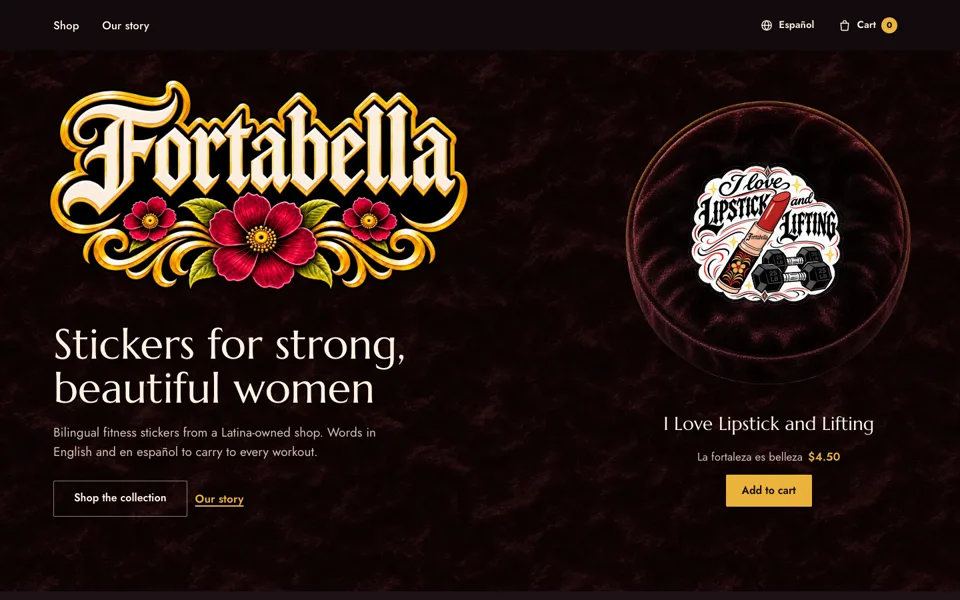 Shop
Our story
Español
Cart 0
Fortabella
I love
LIPSTICK and
LIFTING
Fortabella
Stickers for strong,
beautiful women
Bilingual fitness stickers from a Latina-owned shop. Words in
English and en español to carry to every workout.
Shop the collection
Our story
I Love Lipstick and Lifting
La fortaleza es belleza $4.50
Add to cart